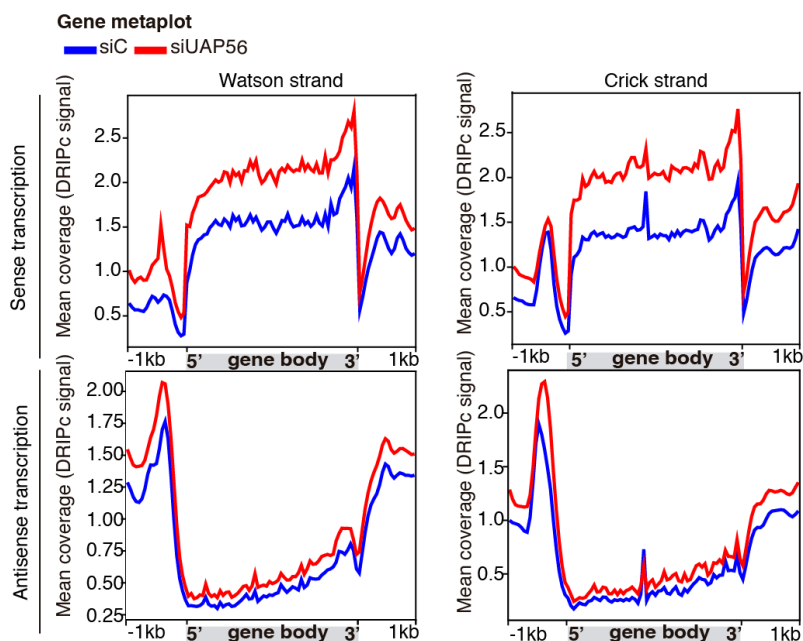 Gene metaplot
siC siUAP56
Watson strand
Crick strand
Sense transcription
Mean coverage (DRIPc signal)
2.5
2.0
1.5
1.0
0.5
-1kb 5’ gene body 3’ 1kb
Mean coverage (DRIPc signal)
2.5
2.0
1.5
1.0
0.5
-1kb 5’ gene body 3’ 1kb
Antisense transcription
Mean coverage (DRIPc signal)
2.00
1.75
1.50
1.25
1.00
0.75
0.50
0.25
-1kb 5’ gene body 3’ 1kb
Mean coverage (DRIPc signal)
2.0
1.5
1.0
0.5
-1kb 5’ gene body 3’ 1kb